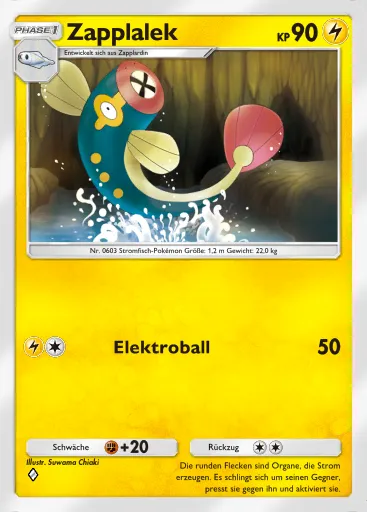 PHASE 1
Zapplalek
KP 90
Entwickelt sich aus Zapplardin
Nr. 0603 Stromfisch-Pokémon Größe: 1,2 m Gewicht: 22,0 kg
Elektroball 50
Schwäche +20 Rückzug
Illustr. Suwama Chiaki
Die runden Flecken sind Organe, die Strom
erzeugen. Es schlingt sich um seinen Gegner,
presst sie gegen ihn und aktiviert sie.